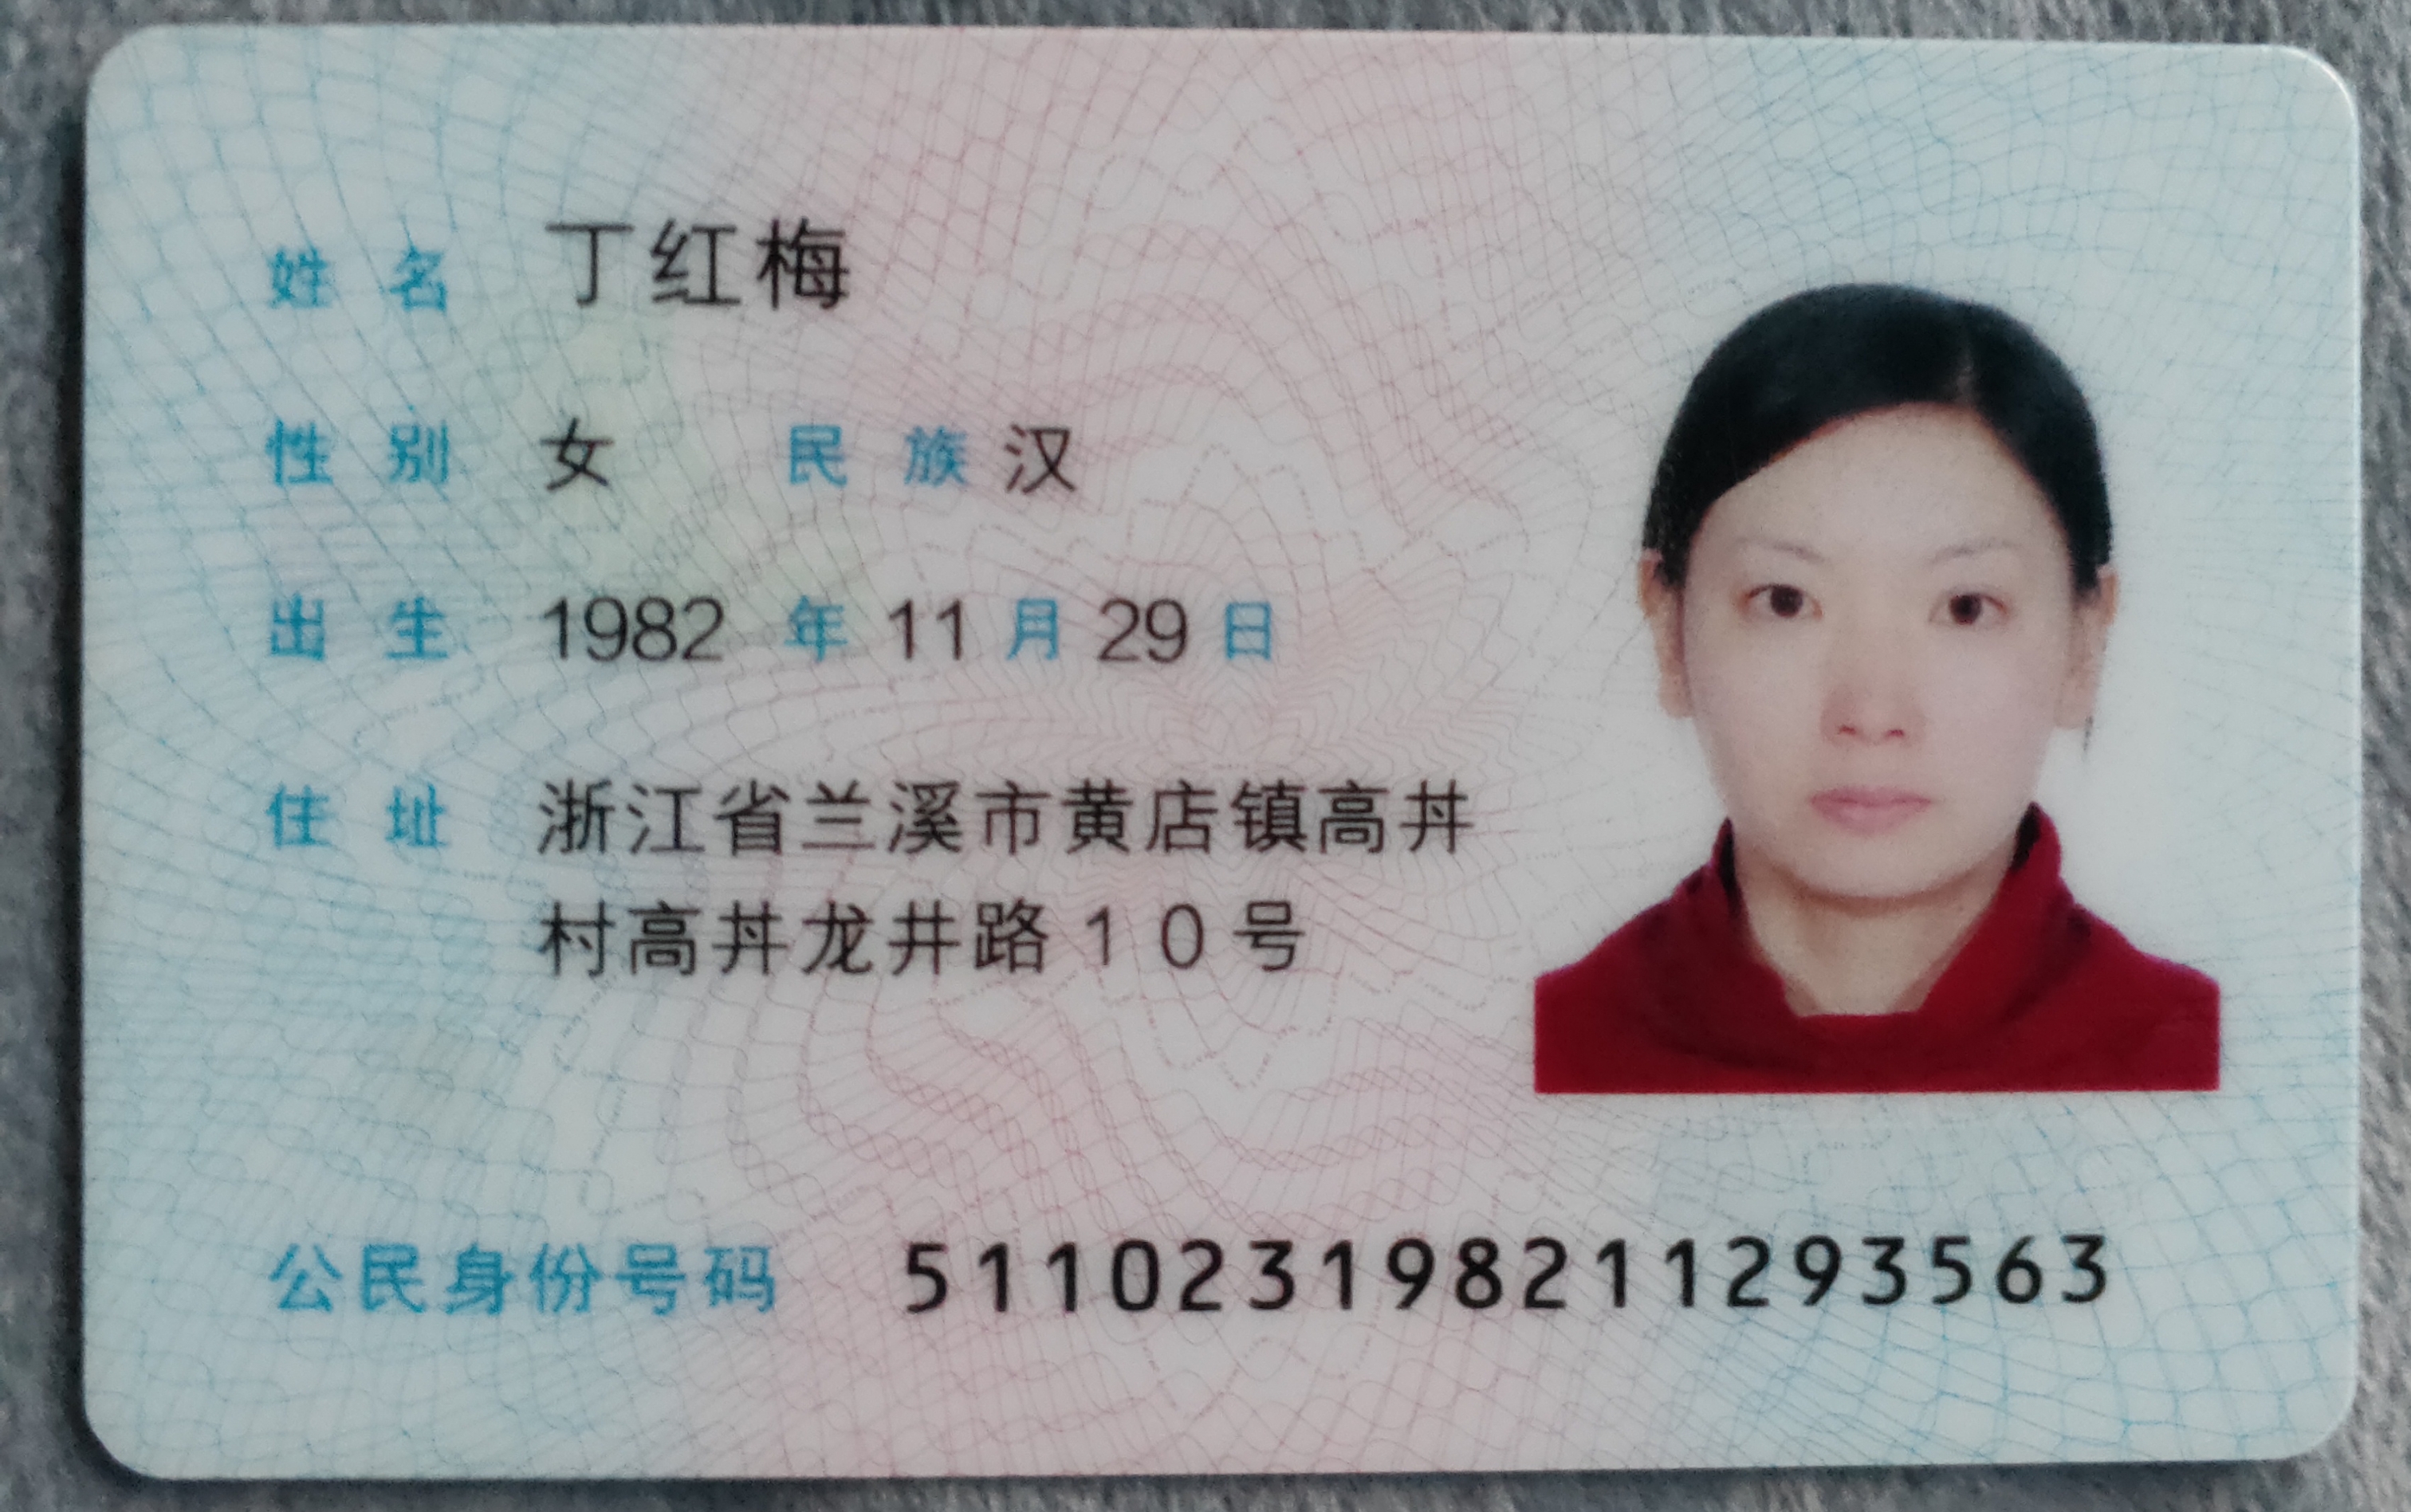 姓名 丁红梅
性别 女 民族 汉
出生 1982 年 11 月 29 日
住址 浙江省兰溪市黄店镇高丼
村高丼龙井路10号
公民身份号码 511023198211293563